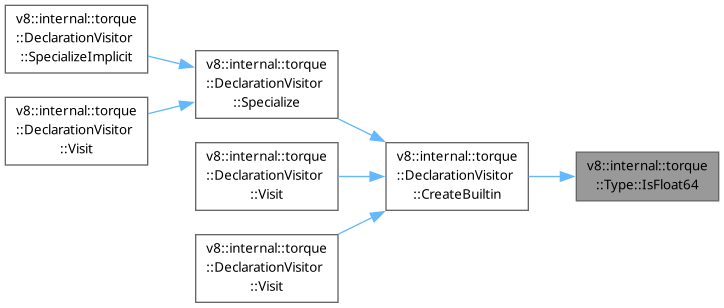 v8::internal::torque
::DeclarationVisitor
::SpecializeImplicit
v8::internal::torque
::DeclarationVisitor
::Visit
v8::internal::torque
::DeclarationVisitor
::Specialize
v8::internal::torque
::DeclarationVisitor
::Visit
v8::internal::torque
::DeclarationVisitor
::Visit
v8::internal::torque
::DeclarationVisitor
::CreateBuiltin
v8::internal::torque
::Type::IsFloat64